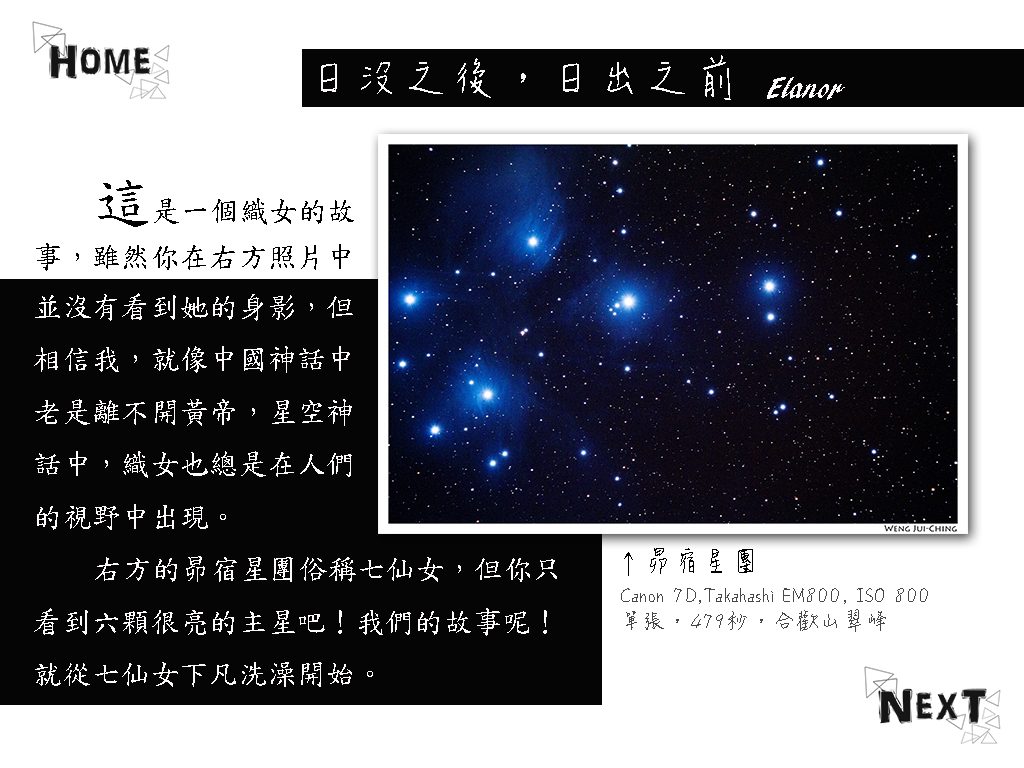 HOME
日沒之後，日出之前 Elanor
這是一個織女的故
事，雖然你在右方照片中
並沒有看到她的身影，但
相信我，就像中國神話中
老是離不開黃帝，星空神
話中，織女也總是在人們
的視野中出現。
右方的昴宿星團俗稱七仙女，但你只
看到六顆很亮的主星吧！我們的故事呢！
就從七仙女下凡洗澡開始。
WENG JUI-CHING
↑昴宿星團
Canon 7D,Takahashi EM800, ISO 800
單張，479秒，合歡山翠峰
NEXT